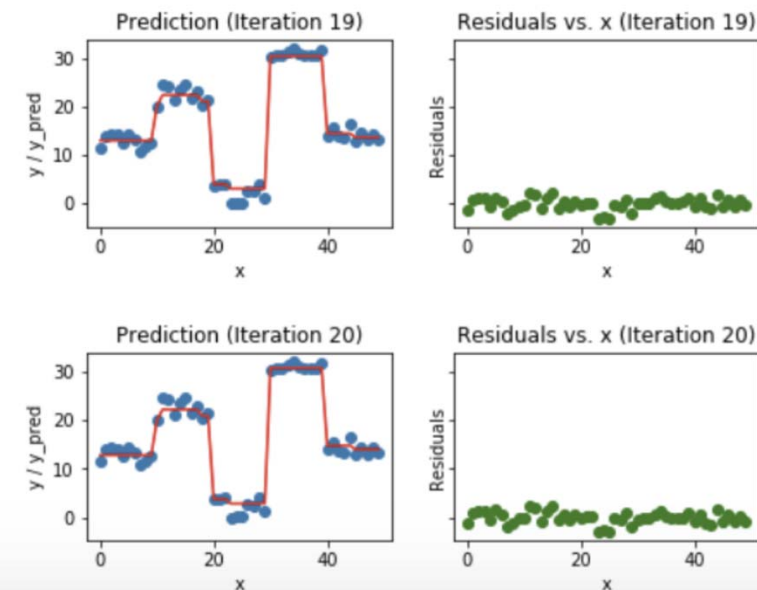 Prediction (Iteration 19)
Residuals vs. x (Iteration 19)
30
20
10
0
y / y_pred
Residuals
0 20 40
0 20 40
x
x
Prediction (Iteration 20)
Residuals vs. x (Iteration 20)
30
20
10
0
y / y_pred
Residuals
0 20 40
0 20 40
x
x